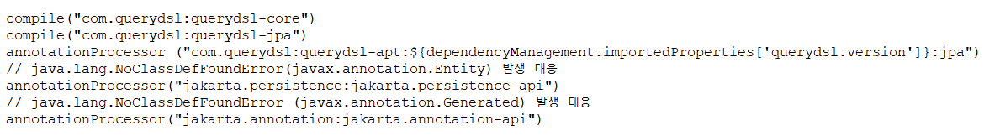 compile("com.querydsl:querydsl-core")
compile("com.querydsl:querydsl-jpa")
annotationProcessor ("com.querydsl:querydsl-apt:${dependencyManagement.importedProperties['querydsl.version']}:jpa")
// java.lang.NoClassDefFoundError(javax.annotation.Entity) 발생 대응
annotationProcessor("jakarta.persistence:jakarta.persistence-api")
// java.lang.NoClassDefFoundError (javax.annotation.Generated) 발생 대응
annotationProcessor("jakarta.annotation:jakarta.annotation-api")